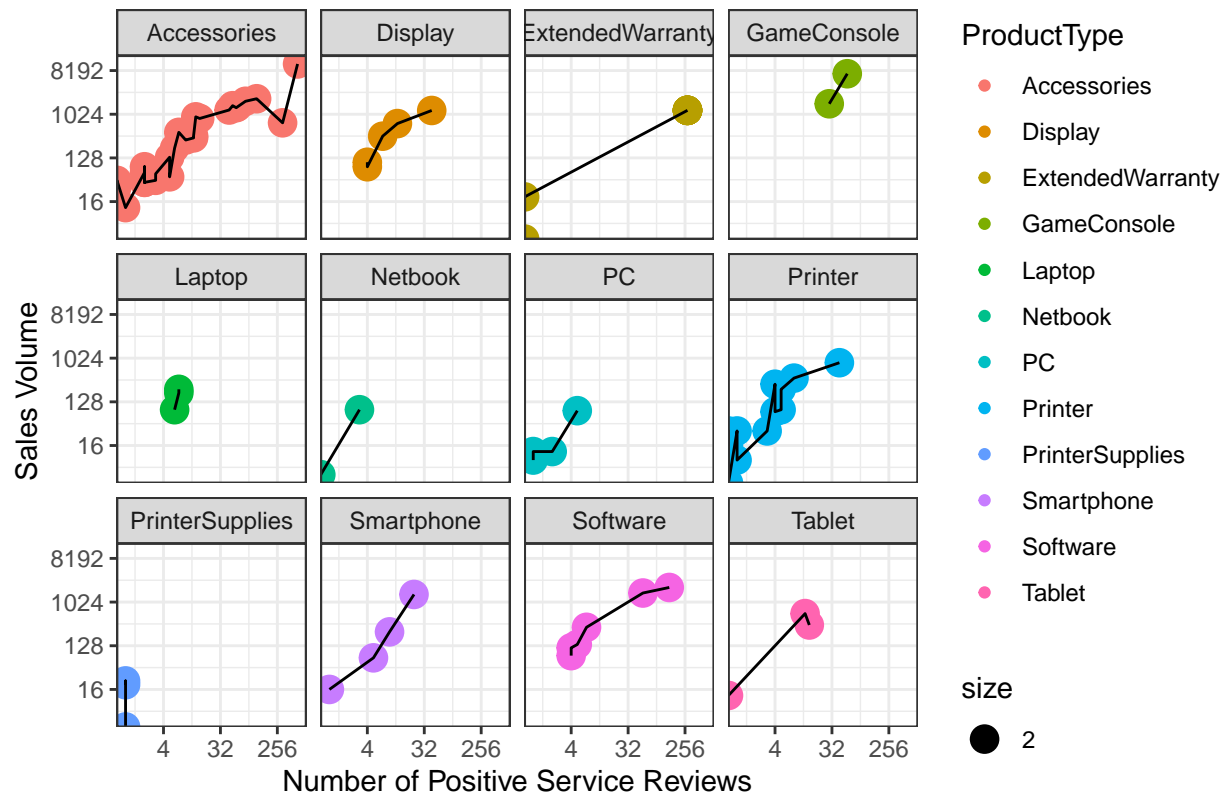 Accessories
Display
ExtendedWarranty
GameConsole
8192
1024
128
16
Laptop
Netbook
PC
Printer
8192
1024
128
16
PrinterSupplies
Smartphone
Software
Tablet
8192
1024
128
16
4 32 256
4 32 256
4 32 256
4 32 256
Number of Positive Service Reviews
Sales Volume
ProductType
Accessories
Display
ExtendedWarranty
GameConsole
Laptop
Netbook
PC
Printer
PrinterSupplies
Smartphone
Software
Tablet
size
2